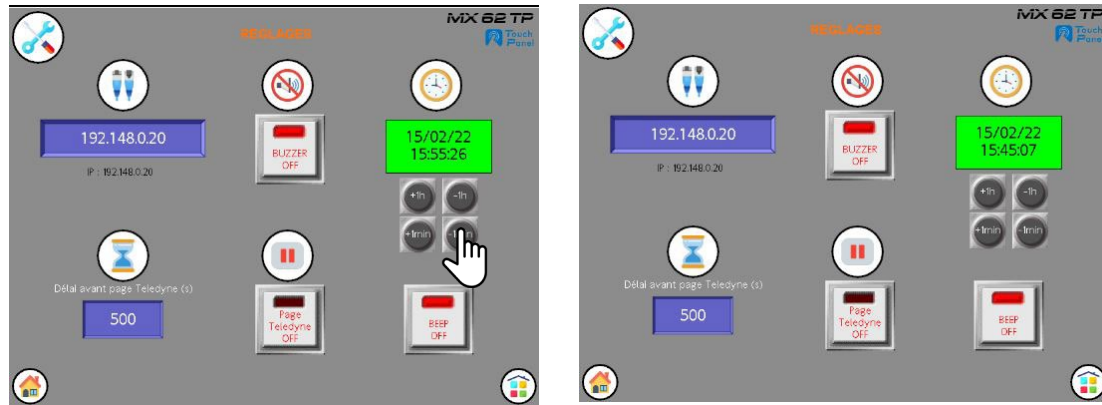 MX 62 TP
REGLAGES
Touch
Panel
192.148.0.20
BUZZER
OFF
15/02/22
15:55:26
IP : 192.148.0.20
+1h
-1h
+1min
Délai avant page Teledyne (s)
500
Page
Teledyne
OFF
BEEP
OFF
MX 62 TP
REGLAGES
Touch
Panel
192.148.0.20
BUZZER
OFF
15/02/22
15:45:07
IP : 192.148.0.20
+1h
-1h
+1min
-1min
Délai avant page Teledyne (s)
500
Page
Teledyne
OFF
BEEP
OFF